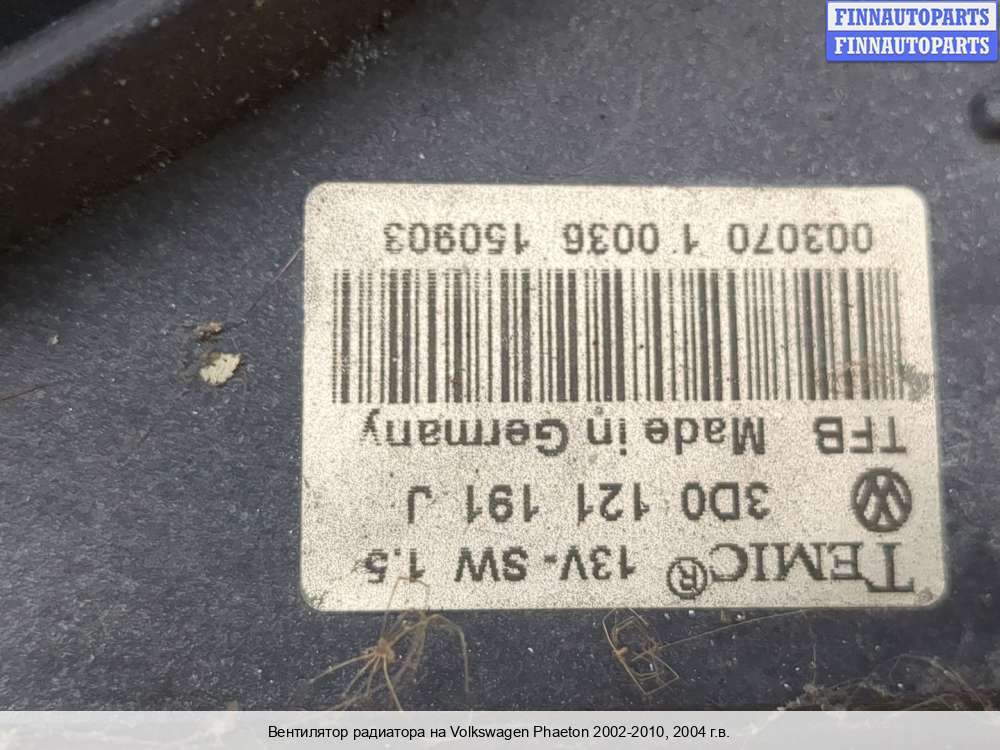 FINNAUTOPARTS
FINNAUTOPARTS
TEMIC® 13V- SW 1.5
3D0 121 191 J
TFB Made in Germany
003070 1 0036 150903
Вентилятор радиатора на Volkswagen Phaeton 2002-2010, 2004 г.в.